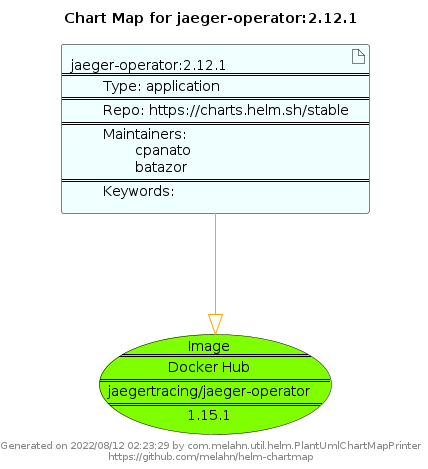 Chart Map for jaeger-operator:2.12.1
jaeger-operator:2.12.1
Type: application
Repo: https://charts.helm.sh/stable
Maintainers:
cpanato
batazor
Keywords:
Image
Docker Hub
jaegertracing/jaeger-operator
1.15.1
Generated on 2022/08/12 02:23:29 by com.melahn.util.helm.PlantUmlChartMapPrinter
https://github.com/melahn/helm-chartmap